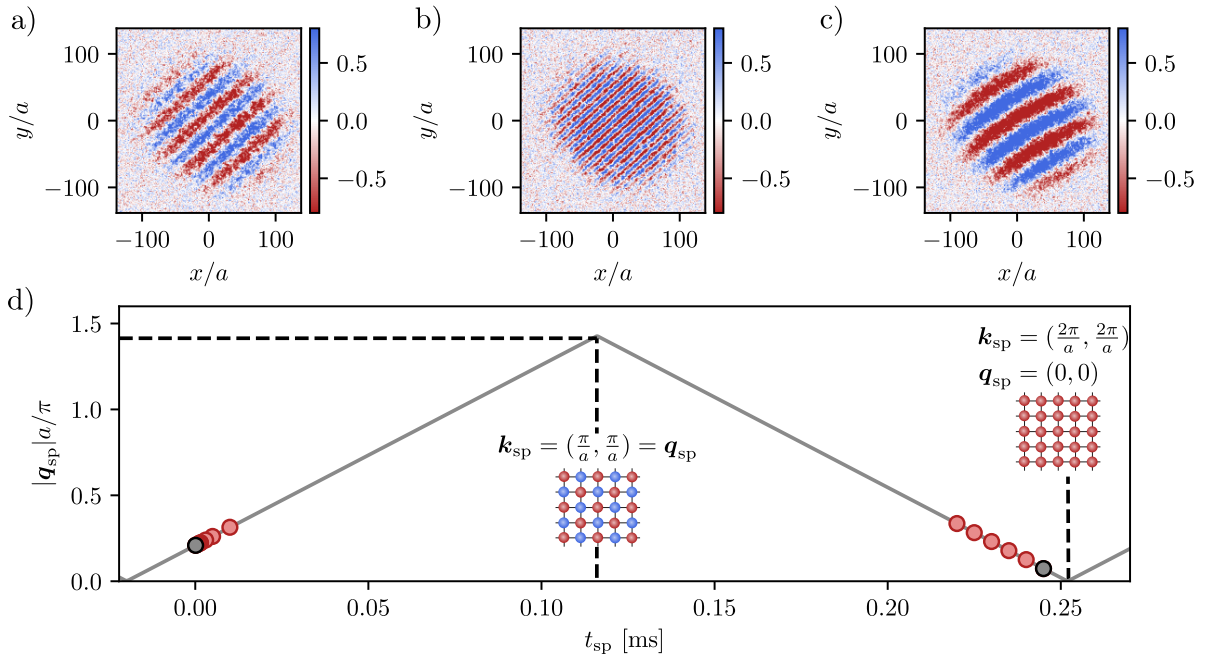 a)
b)
c)
100
0
−100
y/a
−100 0 100
x/a
0.5
0.0
−0.5
100
0
−100
y/a
−100 0 100
x/a
0.5
0.0
−0.5
100
0
−100
y/a
−100 0 100
x/a
0.5
0.0
−0.5
d)
1.5
1.0
0.5
0.0
|q_sp|a/π
k_sp = (π/a, π/a) = q_sp
k_sp = (2π/a, 2π/a)
q_sp = (0, 0)
0.00 0.05 0.10 0.15 0.20 0.25
t_sp [ms]